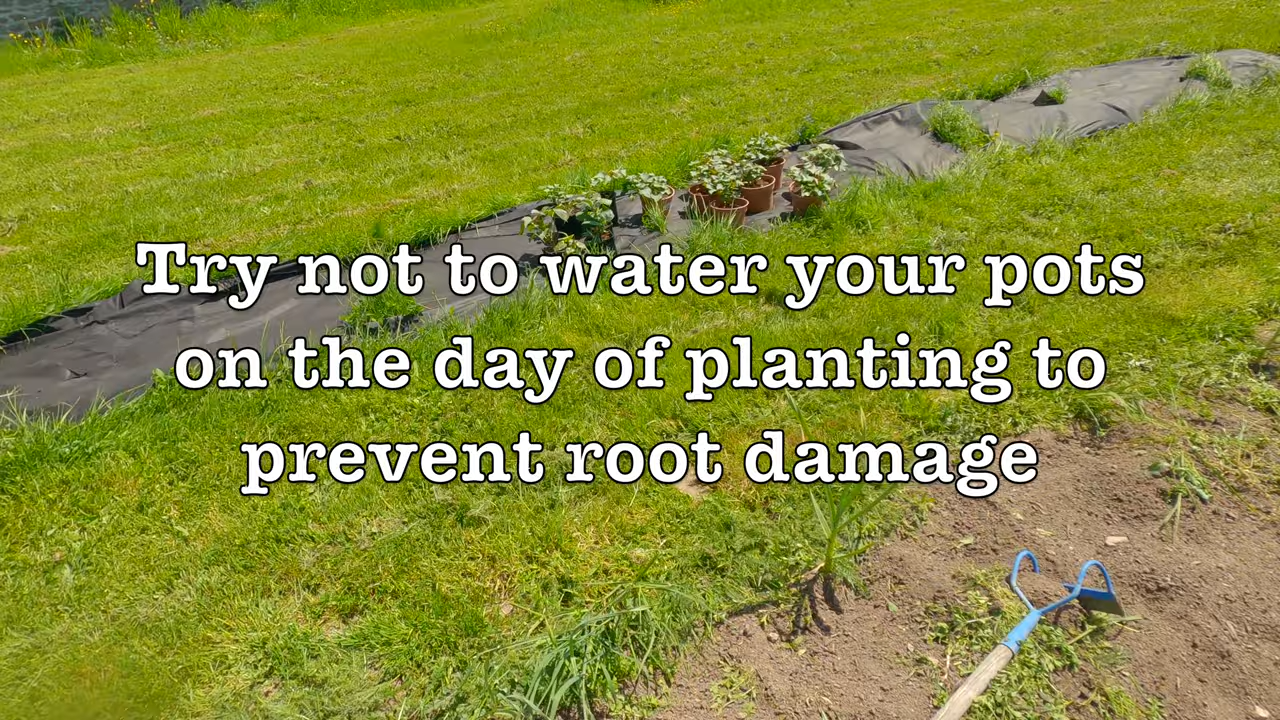 Try not to water your pots
on the day of planting to
prevent root damage